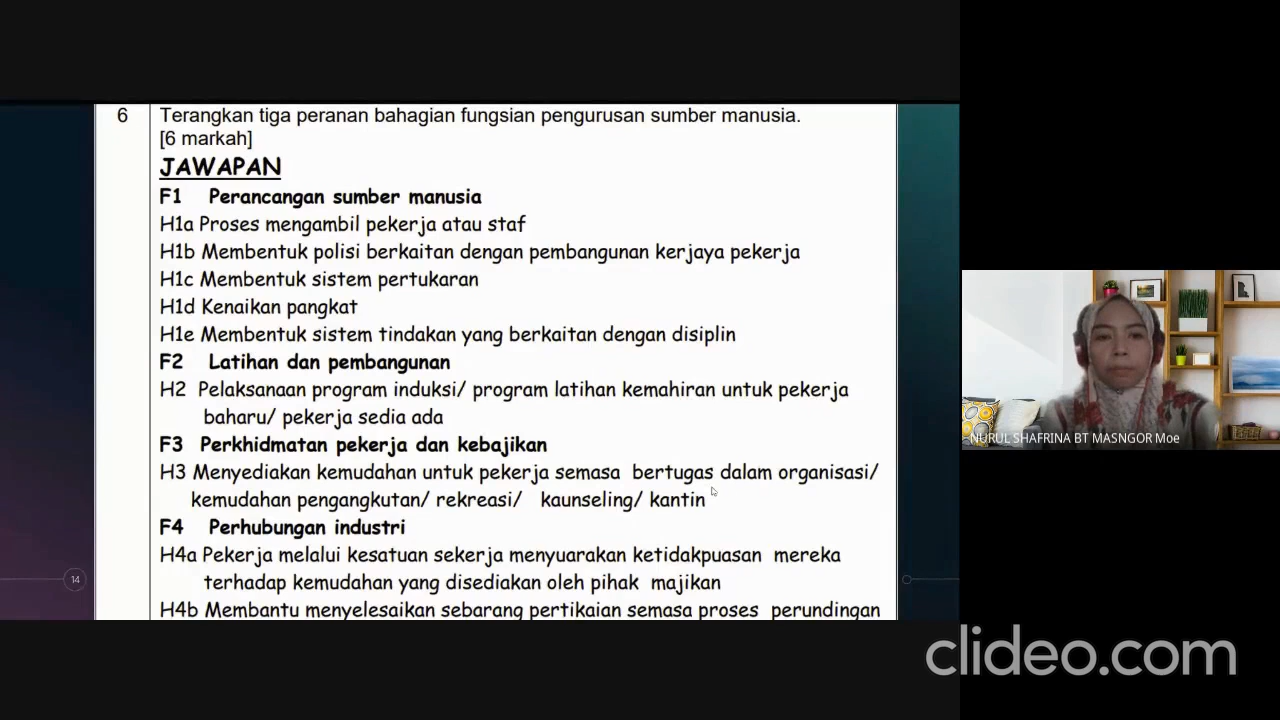 6 Terangkan tiga peranan bahagian fungsian pengurusan sumber manusia.
[6 markah]
JAWAPAN
F1 Perancangan sumber manusia
H1a Proses mengambil pekerja atau staf
H1b Membentuk polisi berkaitan dengan pembangunan kerjaya pekerja
H1c Membentuk sistem pertukaran
H1d Kenaikan pangkat
H1e Membentuk sistem tindakan yang berkaitan dengan disiplin
F2 Latihan dan pembangunan
H2 Pelaksanaan program induksi/ program latihan kemahiran untuk pekerja
baharu/ pekerja sedia ada
F3 Perkhidmatan pekerja dan kebajikan
H3 Menyediakan kemudahan untuk pekerja semasa bertugas dalam organisasi/
kemudahan pengangkutan/ rekreasi/ kaunseling/ kantin
F4 Perhubungan industri
H4a Pekerja melalui kesatuan sekerja menyuarakan ketidakpuasan mereka
terhadap kemudahan yang disediakan oleh pihak majikan
H4b Membantu menyelesaikan sebarang pertikaian semasa proses perundingan
14
NURUL SHAFRINA BT MASNGOR Moe
clideo.com